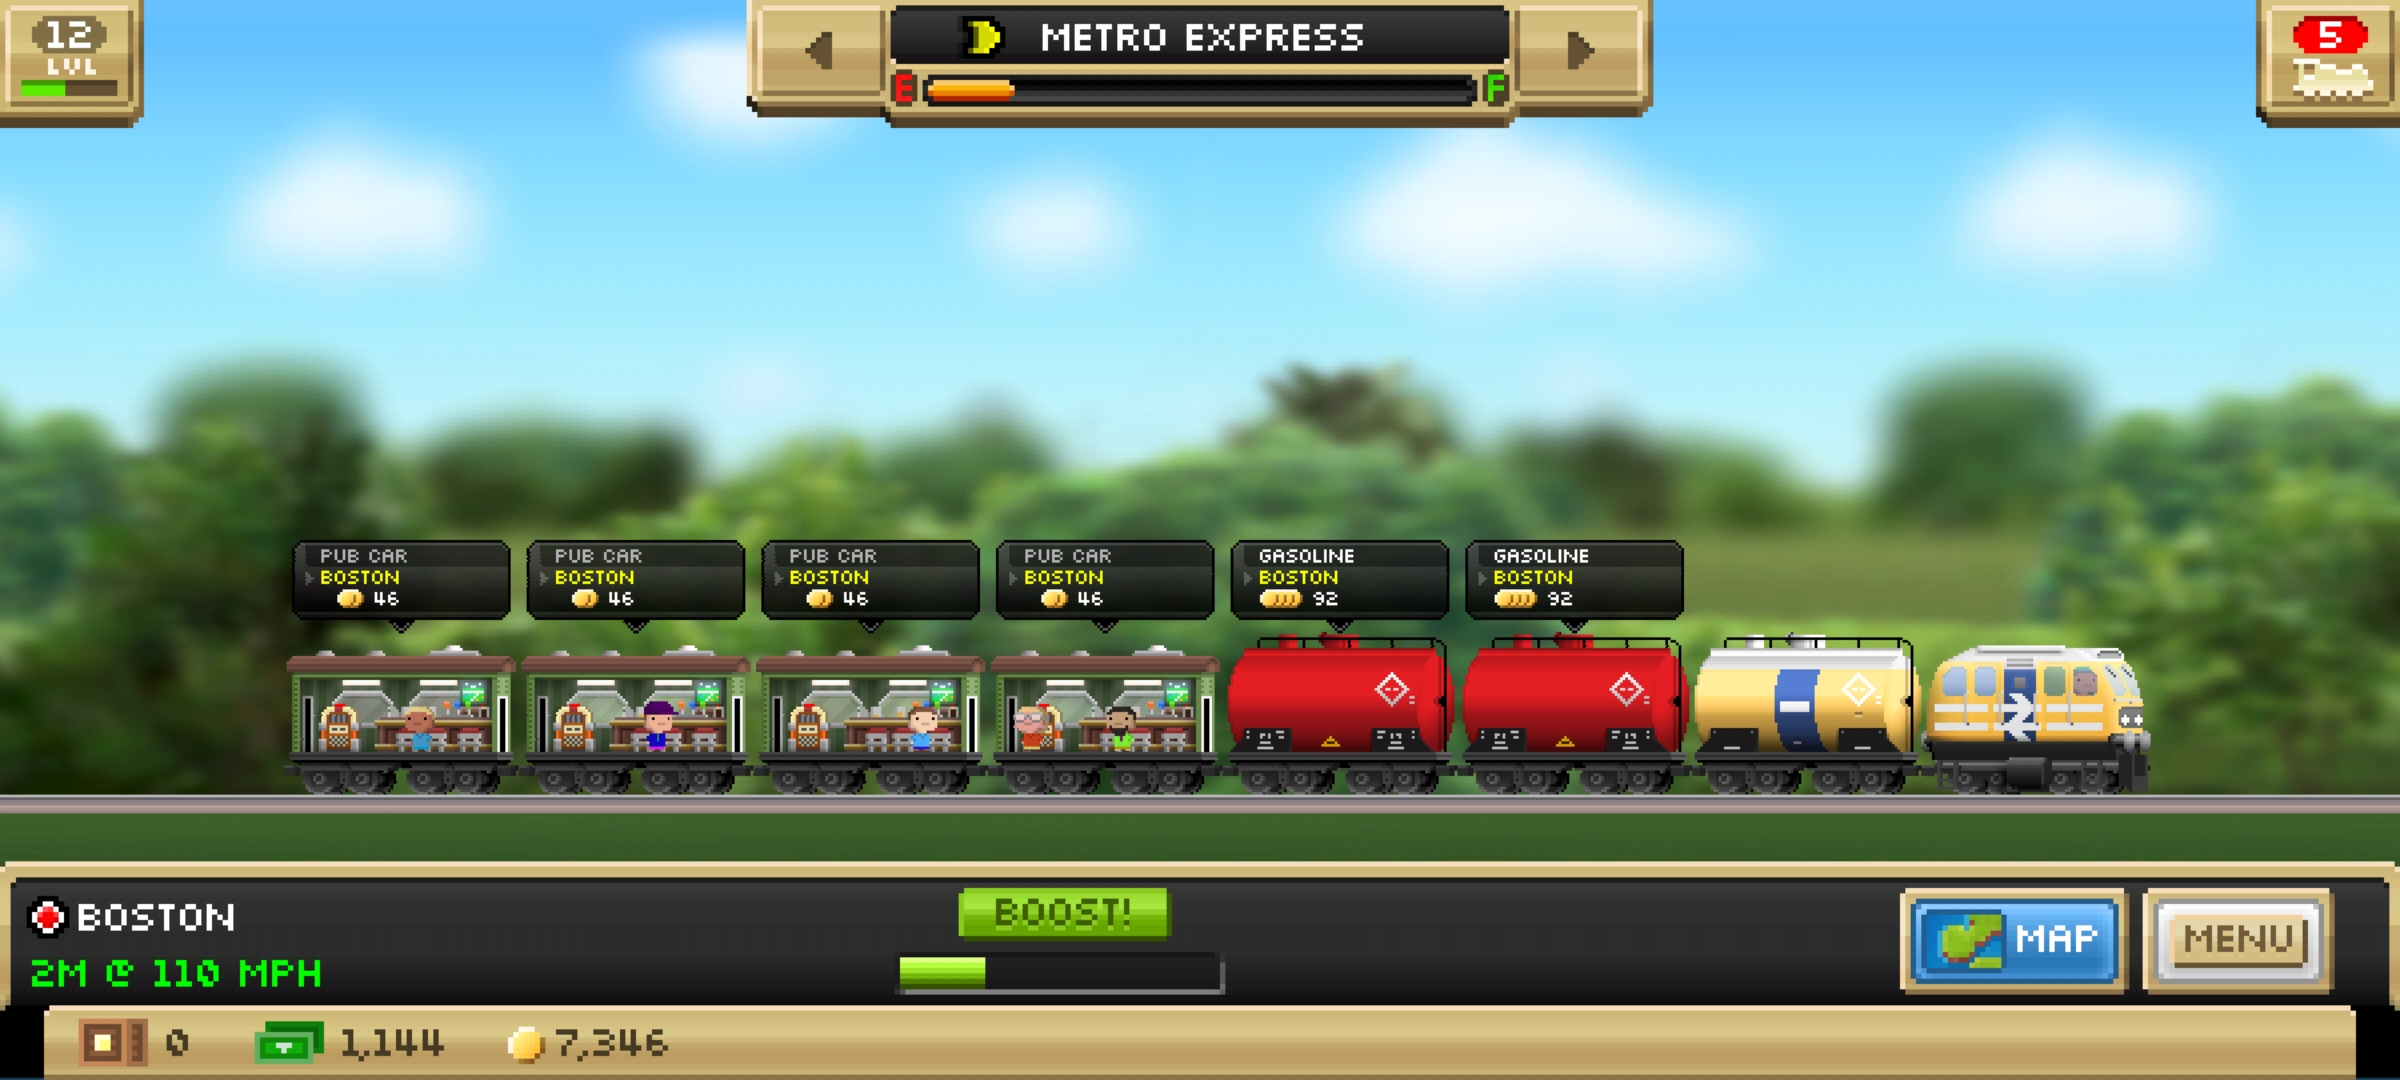 12
LVL
METRO EXPRESS
E F
5
PUB CAR
BOSTON
46
PUB CAR
BOSTON
46
PUB CAR
BOSTON
46
PUB CAR
BOSTON
46
GASOLINE
BOSTON
92
GASOLINE
BOSTON
92
BOSTON
2M @ 110 MPH
BOOST!
MAP
MENU
0
1,144
7,346